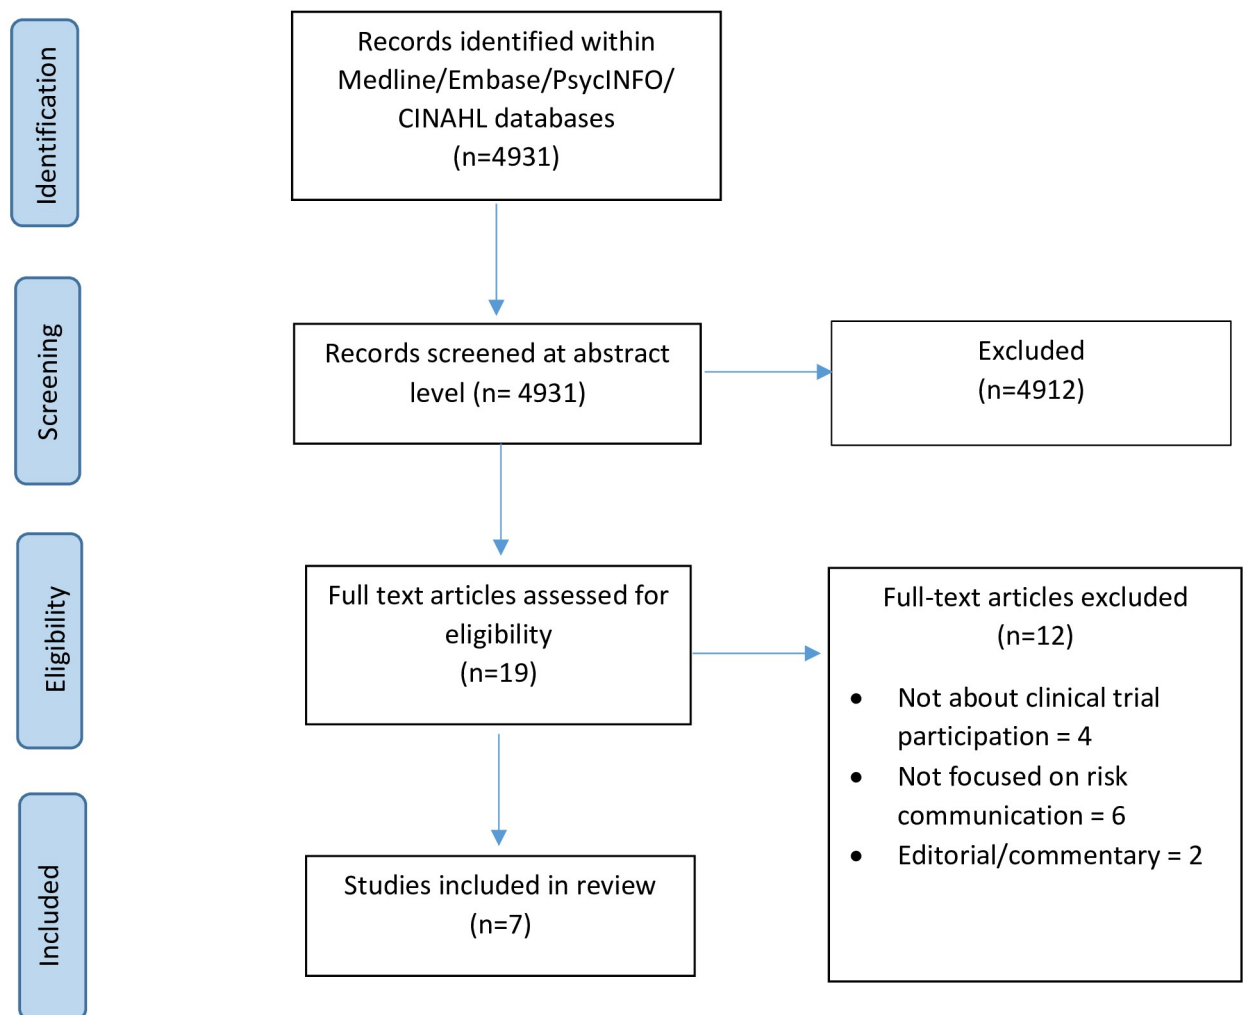 Identification
Records identified within
Medline/Embase/PsycINFO/
CINAHL databases
(n=4931)
Screening
Records screened at abstract
level (n= 4931)
Excluded
(n=4912)
Eligibility
Full text articles assessed for
eligibility
(n=19)
Full-text articles excluded
(n=12)
• Not about clinical trial
participation = 4
• Not focused on risk
communication = 6
• Editorial/commentary = 2
Included
Studies included in review
(n=7)